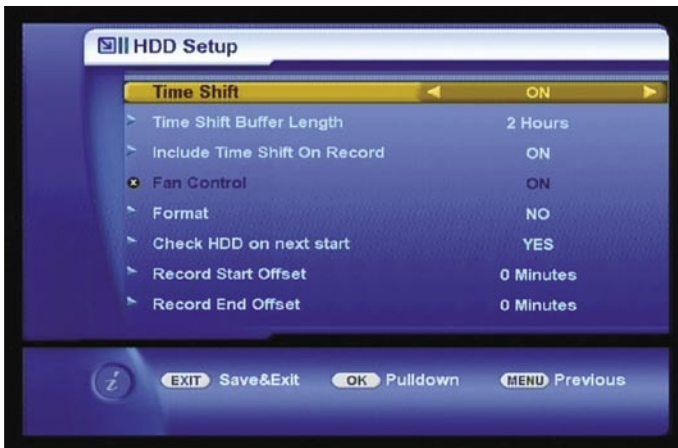 HDD Setup
Time Shift ON
Time Shift Buffer Length 2 Hours
Include Time Shift On Record ON
Fan Control ON
Format NO
Check HDD on next start YES
Record Start Offset 0 Minutes
Record End Offset 0 Minutes
i EXIT Save&Exit OK Pulldown MENU Previous